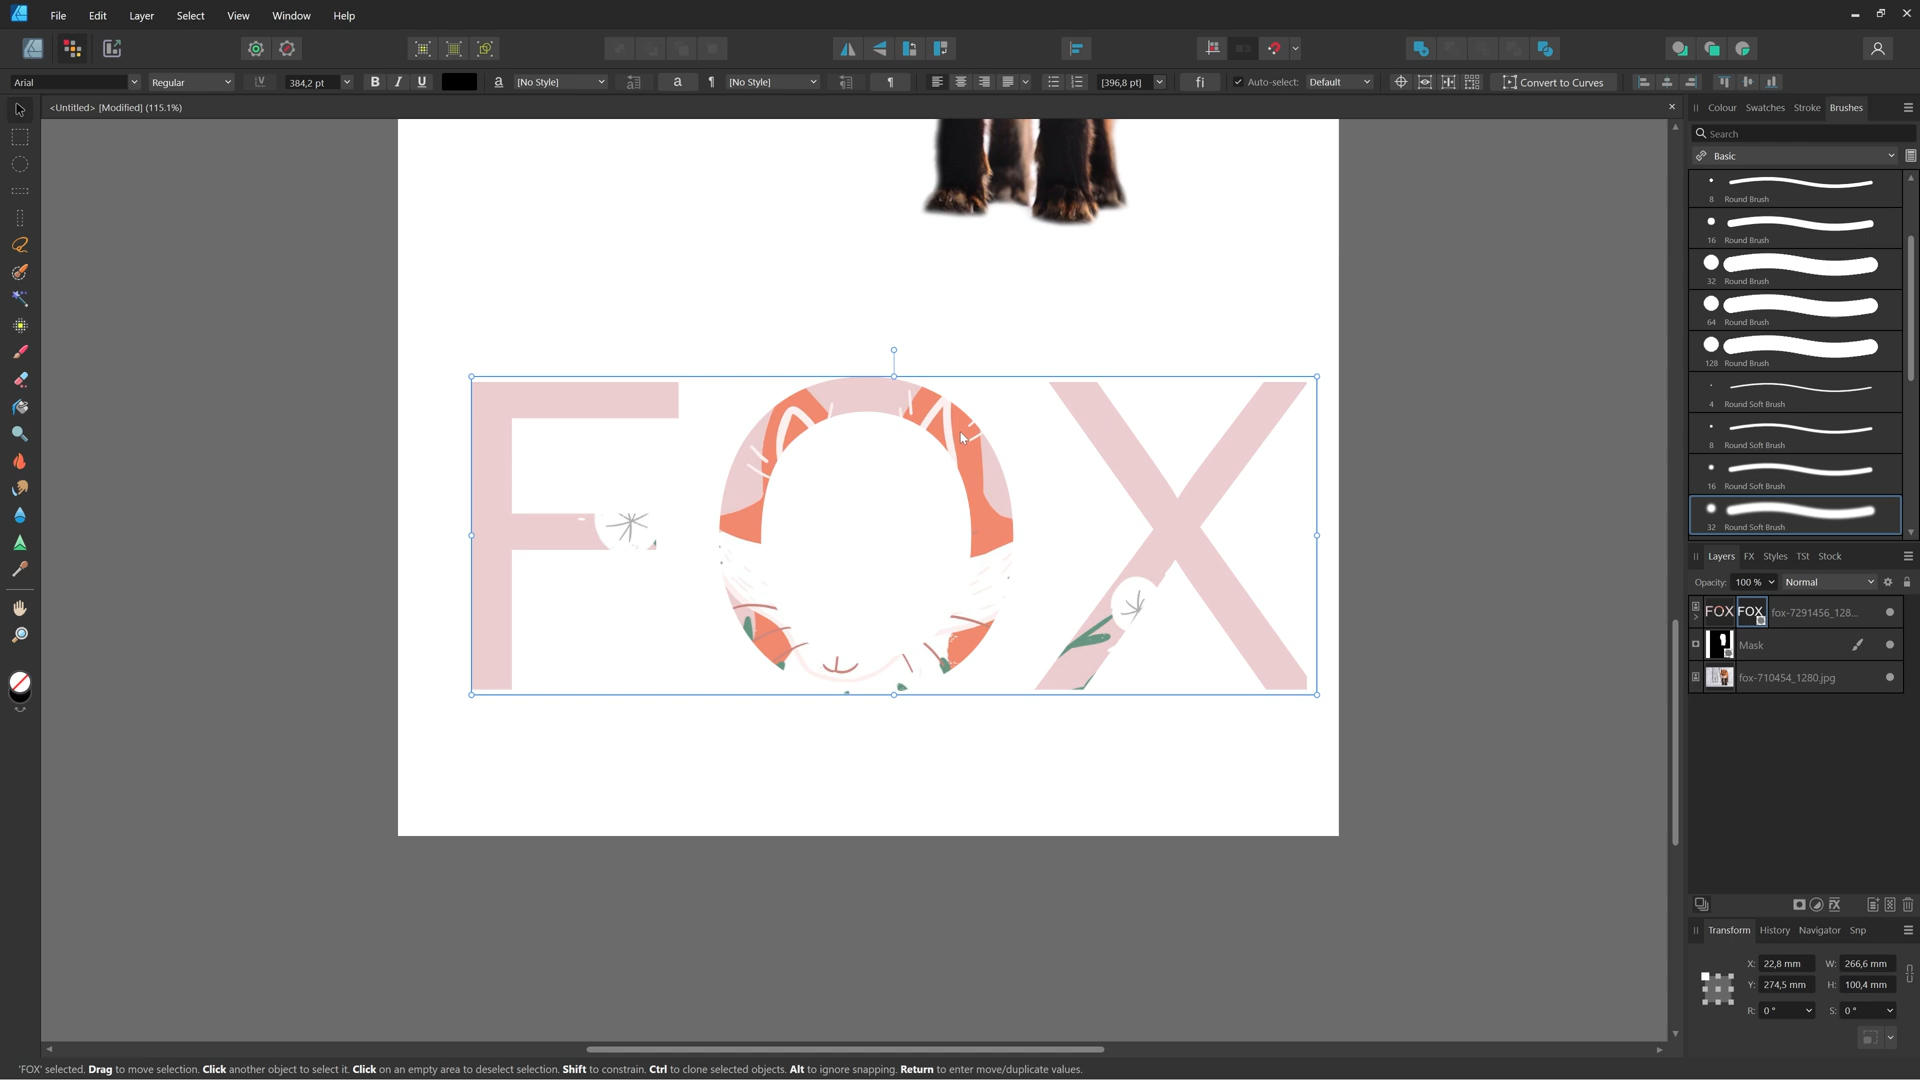 File Edit Layer Select View Window Help
Arial Regular 384,2 pt B I U a [No Style] a ¶ [No Style] ¶ [396,8 pt] fi Auto-select: Default Convert to Curves
<Untitled> [Modified] (115.1%)
Colour Swatches Stroke Brushes
Search
Basic
8 Round Brush
16 Round Brush
32 Round Brush
64 Round Brush
128 Round Brush
4 Round Soft Brush
8 Round Soft Brush
16 Round Soft Brush
32 Round Soft Brush
FOX
Layers FX Styles TSt Stock
Opacity: 100 % Normal
FOX FOX fox-7291456_128...
Mask
fox-710454_1280.jpg
Transform History Navigator Snp
X: 22,8 mm W: 266,6 mm
Y: 274,5 mm H: 100,4 mm
R: 0 ° S: 0 °
'FOX' selected. Drag to move selection. Click another object to select it. Click on an empty area to deselect selection. Shift to constrain. Ctrl to clone selected objects. Alt to ignore snapping. Return to enter move/duplicate values.